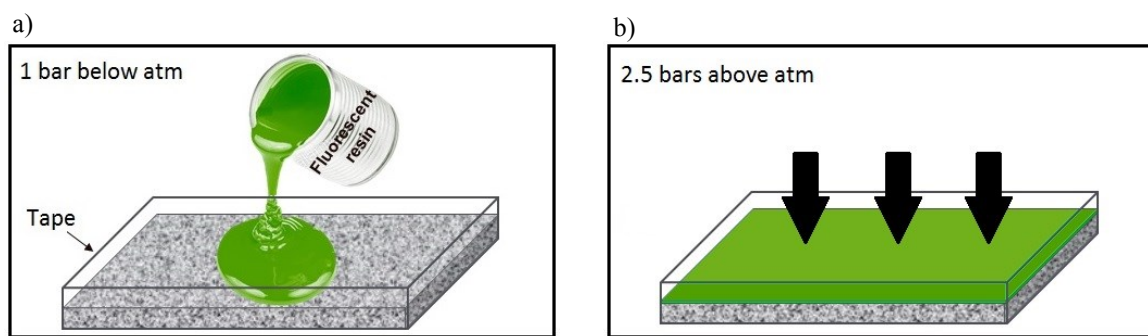 a)
1 bar below atm
Fluorescent
resin
Tape
b)
2.5 bars above atm